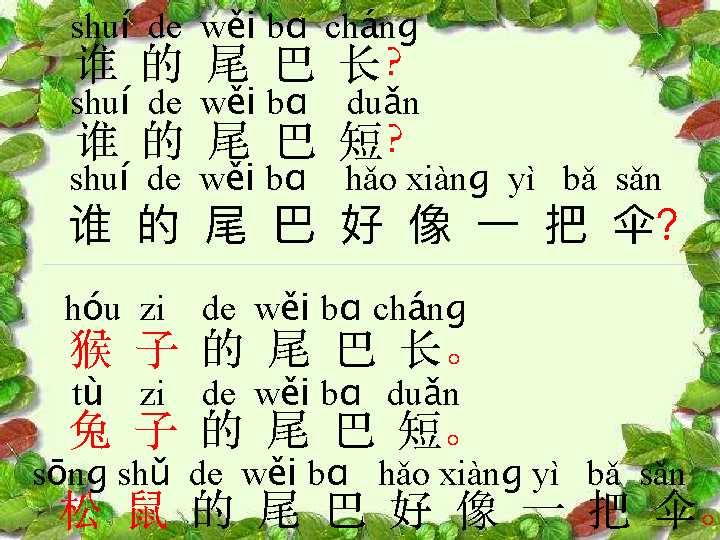 shuí de wěi bɑ chánɡ
谁 的 尾 巴 长?
shuí de wěi bɑ duǎn
谁 的 尾 巴 短?
shuí de wěi bɑ hǎo xiànɡ yì bǎ sǎn
谁 的 尾 巴 好 像 一 把 伞?
hóu zi de wěi bɑ chánɡ
猴 子 的 尾 巴 长。
tù zi de wěi bɑ duǎn
兔 子 的 尾 巴 短。
sōnɡ shǔ de wěi bɑ hǎo xiànɡ yì bǎ sǎn
松 鼠 的 尾 巴 好 像 一 把 伞。